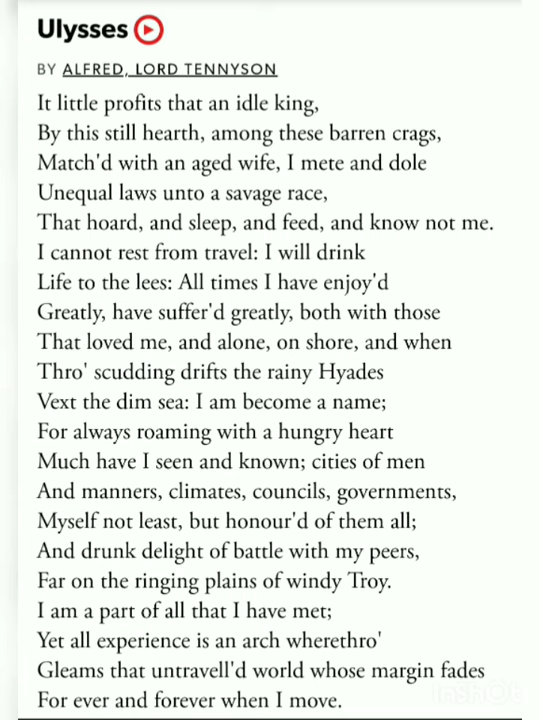 Ulysses
BY ALFRED, LORD TENNYSON
It little profits that an idle king,
By this still hearth, among these barren crags,
Match'd with an aged wife, I mete and dole
Unequal laws unto a savage race,
That hoard, and sleep, and feed, and know not me.
I cannot rest from travel: I will drink
Life to the lees: All times I have enjoy'd
Greatly, have suffer'd greatly, both with those
That loved me, and alone, on shore, and when
Thro' scudding drifts the rainy Hyades
Vext the dim sea: I am become a name;
For always roaming with a hungry heart
Much have I seen and known; cities of men
And manners, climates, councils, governments,
Myself not least, but honour'd of them all;
And drunk delight of battle with my peers,
Far on the ringing plains of windy Troy.
I am a part of all that I have met;
Yet all experience is an arch wherethro'
Gleams that untravell'd world whose margin fades
For ever and forever when I move.